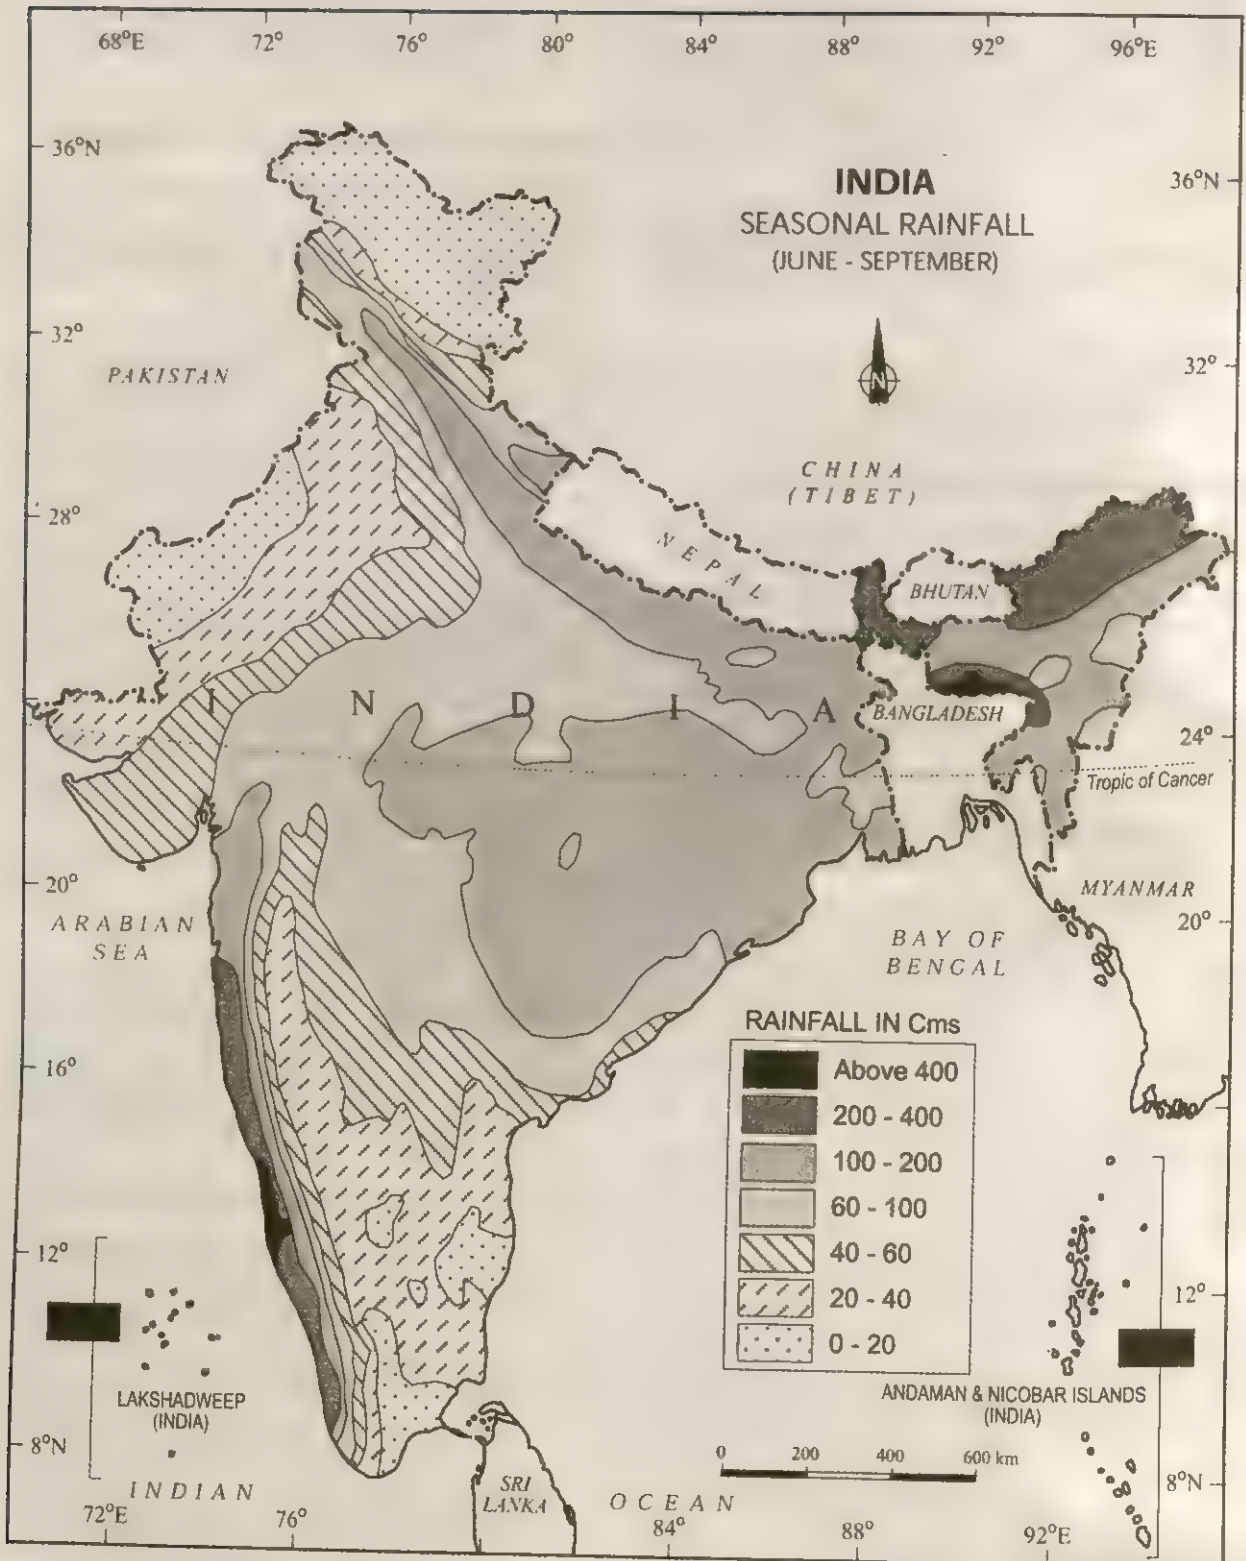 68°E 72° 76° 80° 84° 88° 92° 96°E
36°N
INDIA
36°N
SEASONAL RAINFALL
(JUNE - SEPTEMBER)
32°
PAKISTAN
N
32°
CHINA
(TIBET)
28°
NEPAL
BHUTAN
I N D I A
BANGLADESH
24°
Tropic of Cancer
20°
MYANMAR
ARABIAN
SEA
20°
BAY OF
BENGAL
RAINFALL IN Cms
16°
Above 400
200 - 400
100 - 200
60 - 100
12°
40 - 60
20 - 40
12°
0 - 20
LAKSHADWEEP
(INDIA)
ANDAMAN & NICOBAR ISLANDS
(INDIA)
8°N
0 200 400 600 km
8°N
INDIAN
SRI
LANKA
OCEAN
72°E 76° 84° 88° 92°E